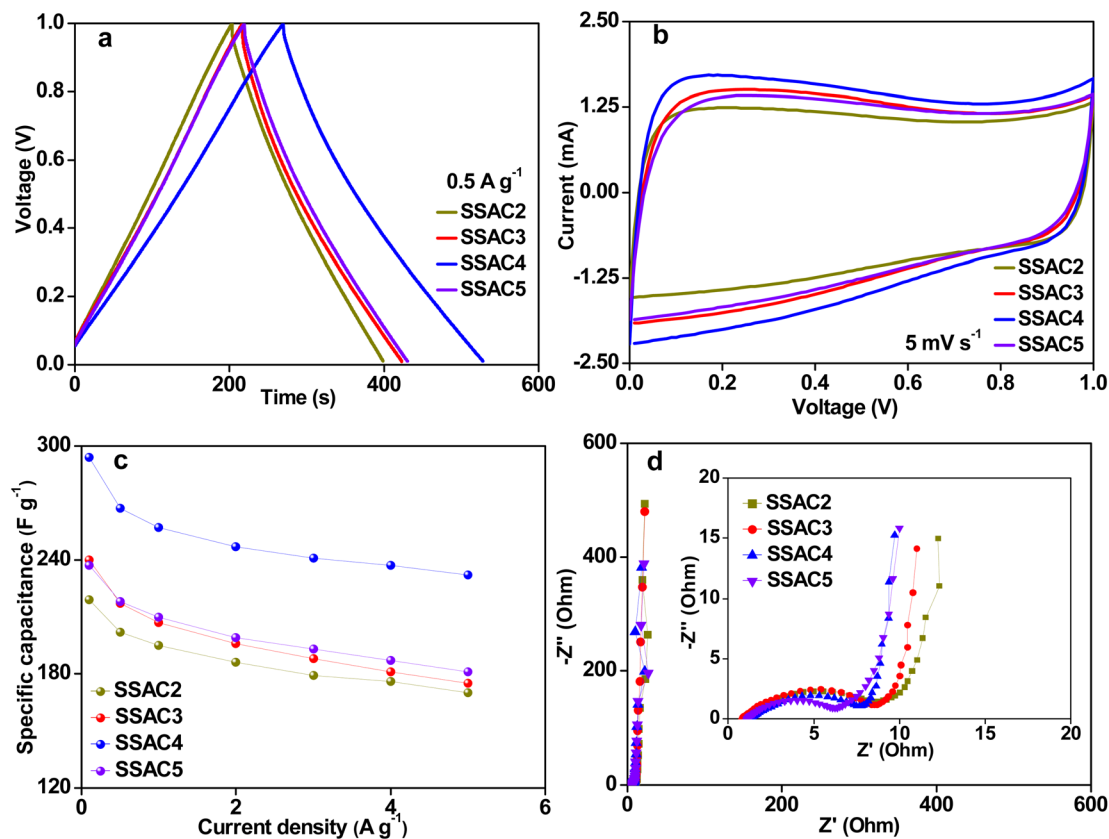 a
1.0
0.8
0.6
0.4
0.2
0.0
Voltage (V)
0.5 A g⁻¹
SSAC2
SSAC3
SSAC4
SSAC5
0 200 400 600
Time (s)
b
2.50
1.25
0.00
-1.25
-2.50
Current (mA)
SSAC2
SSAC3
SSAC4
SSAC5
5 mV s⁻¹
0.0 0.2 0.4 0.6 0.8 1.0
Voltage (V)
c
300
240
180
120
Specific capacitance (F g⁻¹)
SSAC2
SSAC3
SSAC4
SSAC5
0 2 4 6
Current density (A g⁻¹)
d
600
400
200
0
-Z'' (Ohm)
20
15
10
5
0
-Z'' (Ohm)
SSAC2
SSAC3
SSAC4
SSAC5
0 5 10 15 20
Z' (Ohm)
0 200 400 600
Z' (Ohm)